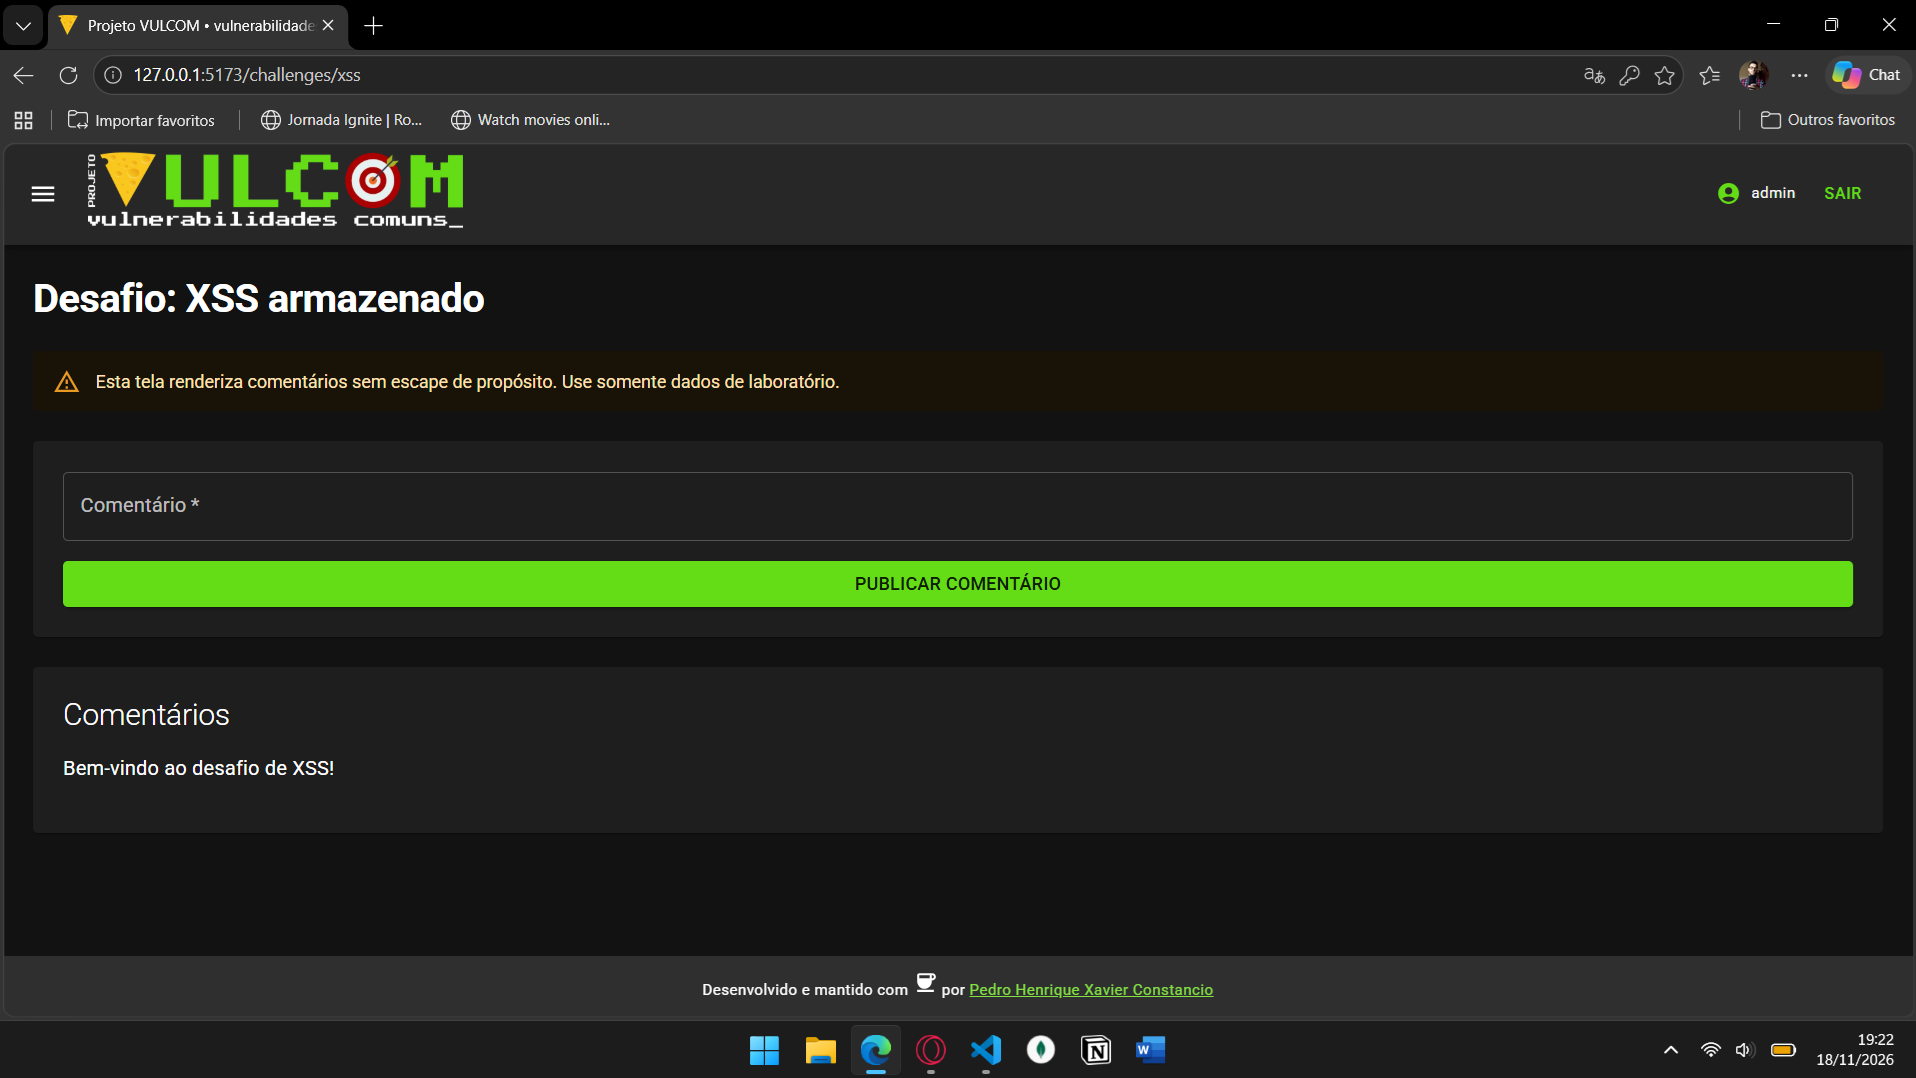 Projeto VULCOM • vulnerabilidade
127.0.0.1:5173/challenges/xss
Chat
Importar favoritos
Jornada Ignite | Ro...
Watch movies onli...
Outros favoritos
PROJETO
VULCOM
vulnerabilidades comuns_
admin
SAIR
Desafio: XSS armazenado
Esta tela renderiza comentários sem escape de propósito. Use somente dados de laboratório.
Comentário *
PUBLICAR COMENTÁRIO
Comentários
Bem-vindo ao desafio de XSS!
Desenvolvido e mantido com por Pedro Henrique Xavier Constancio
19:22
18/11/2026